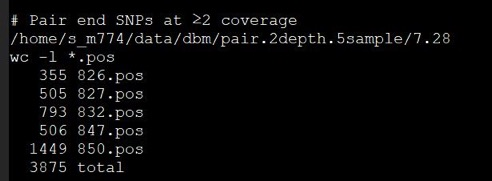 # Pair end SNPs at ≥2 coverage
/home/s_m774/data/dbm/pair.2depth.5sample/7.28
wc -l *.pos
355 826.pos
505 827.pos
793 832.pos
506 847.pos
1449 850.pos
3875 total